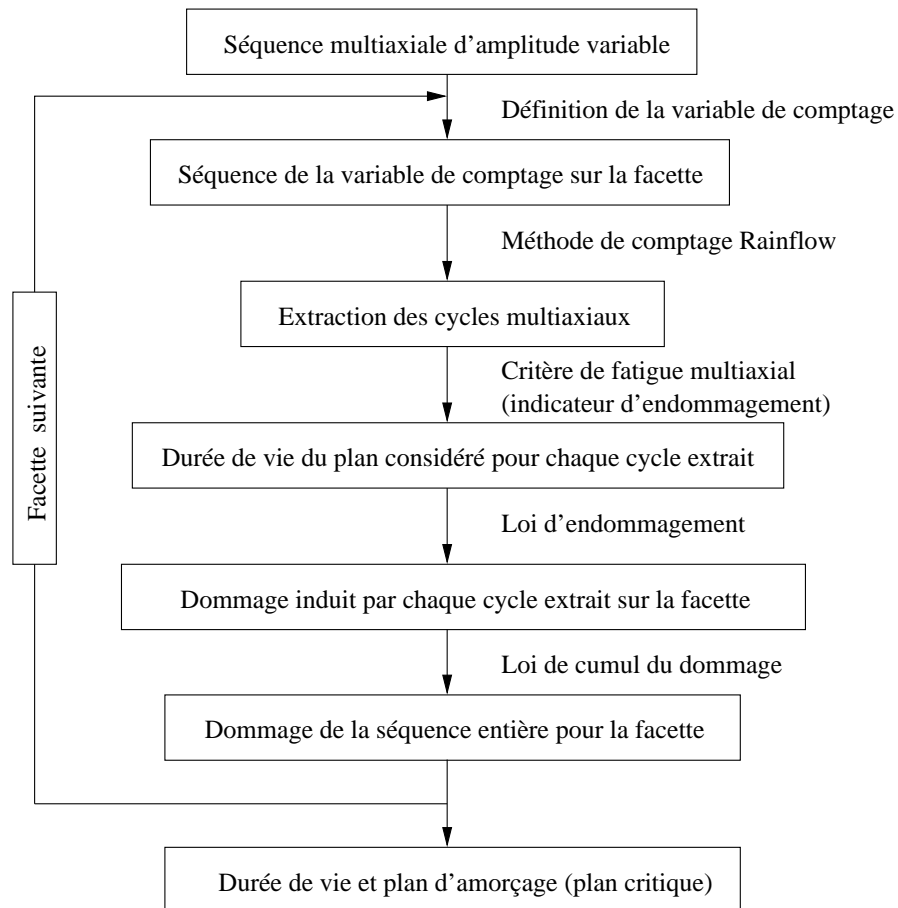 Séquence multiaxiale d'amplitude variable
Définition de la variable de comptage
Séquence de la variable de comptage sur la facette
Méthode de comptage Rainflow
Extraction des cycles multiaxiaux
Critère de fatigue multiaxial
(indicateur d'endommagement)
Durée de vie du plan considéré pour chaque cycle extrait
Loi d'endommagement
Dommage induit par chaque cycle extrait sur la facette
Loi de cumul du dommage
Dommage de la séquence entière pour la facette
Durée de vie et plan d'amorçage (plan critique)
Facette suivante